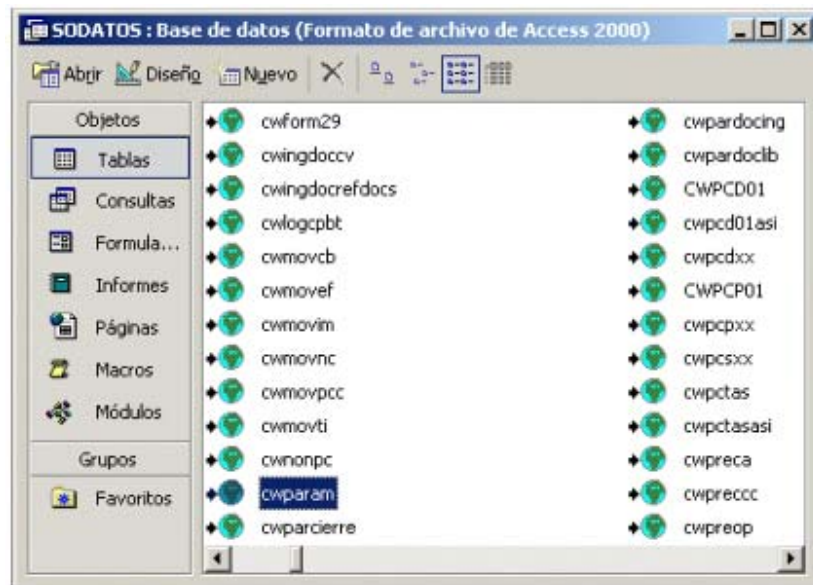 SODATOS : Base de datos (Formato de archivo de Access 2000)
Abrir Diseño Nuevo
Objetos
Tablas
Consultas
Formula...
Informes
Páginas
Macros
Módulos
Grupos
Favoritos
cwform29
cwingdoccv
cwingdocrefdocs
cwlogcpbt
cwmovcb
cwmovef
cwmovim
cwmovnc
cwmovpcc
cwmovti
cwnonpc
cwparam
cwparcierre
cwpardocing
cwpardoclib
CWPCD01
cwpcd01asi
cwpcdxx
CWPCP01
cwpcpxx
cwpcsxx
cwpctas
cwpctasasi
cwpreca
cwpreccc
cwpreop